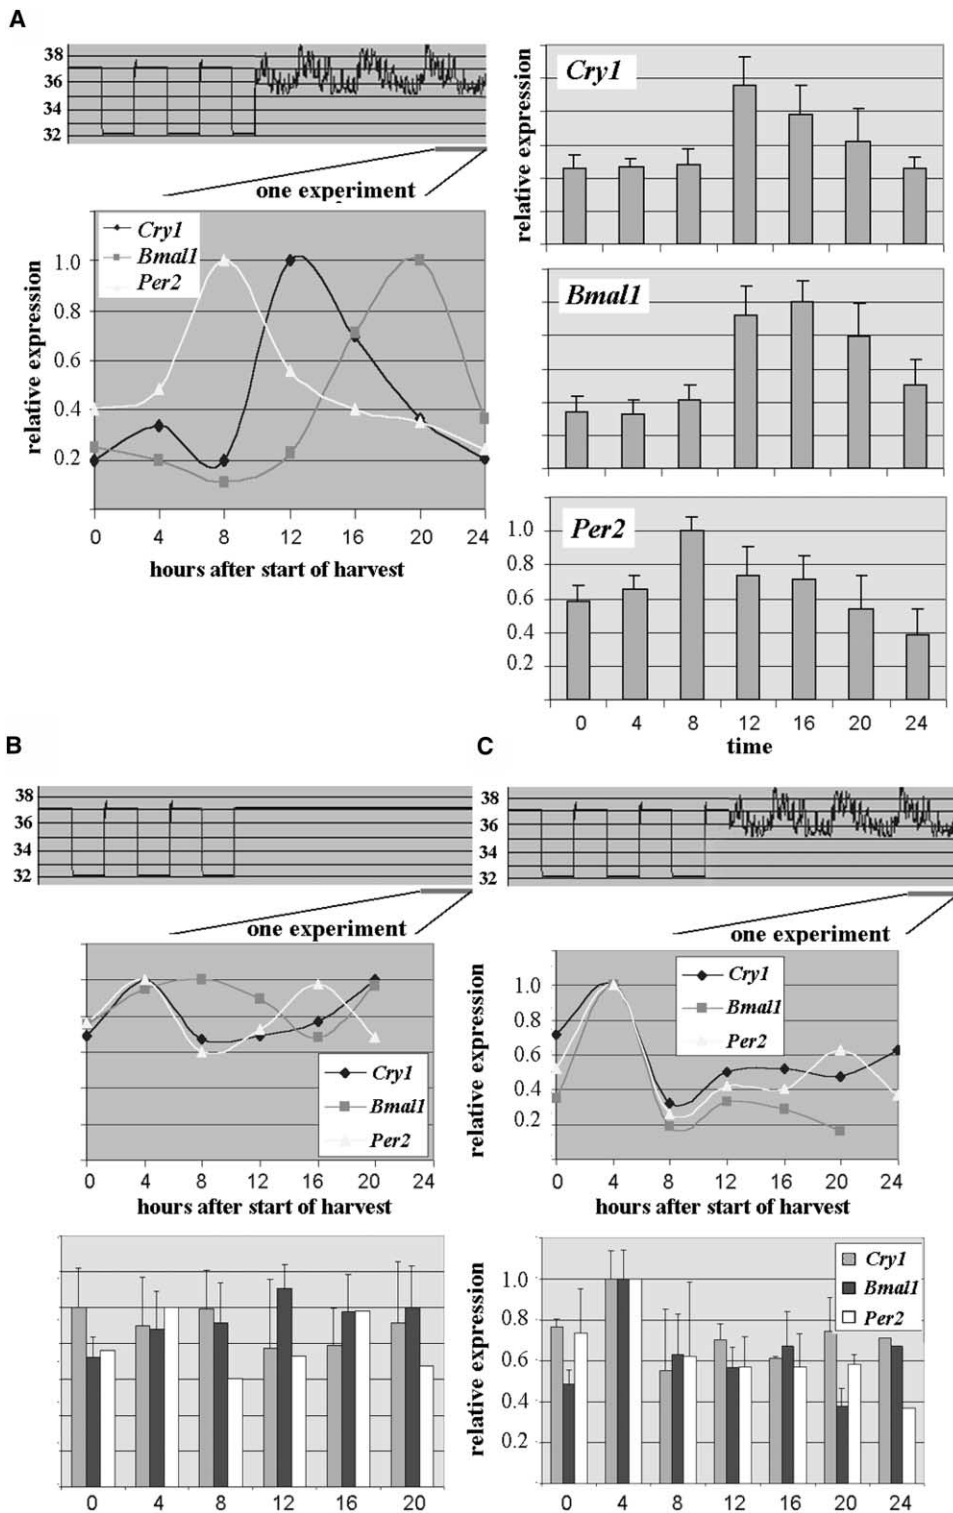 A
38
36
34
32
one experiment
Cry1
Bmal1
Per2
relative expression
1.0
0.8
0.6
0.4
0.2
0 4 8 12 16 20 24
hours after start of harvest
Cry1
relative expression
Bmal1
Per2
1.0
0.8
0.6
0.4
0.2
0 4 8 12 16 20 24
time
B
38
36
34
32
one experiment
Cry1
Bmal1
Per2
0 4 8 12 16 20 24
hours after start of harvest
0 4 8 12 16 20
C
38
36
34
32
one experiment
Cry1
Bmal1
Per2
relative expression
1.0
0.8
0.6
0.4
0.2
0 4 8 12 16 20 24
hours after start of harvest
Cry1
Bmal1
Per2
relative expression
1.0
0.8
0.6
0.4
0.2
0 4 8 12 16 20 24